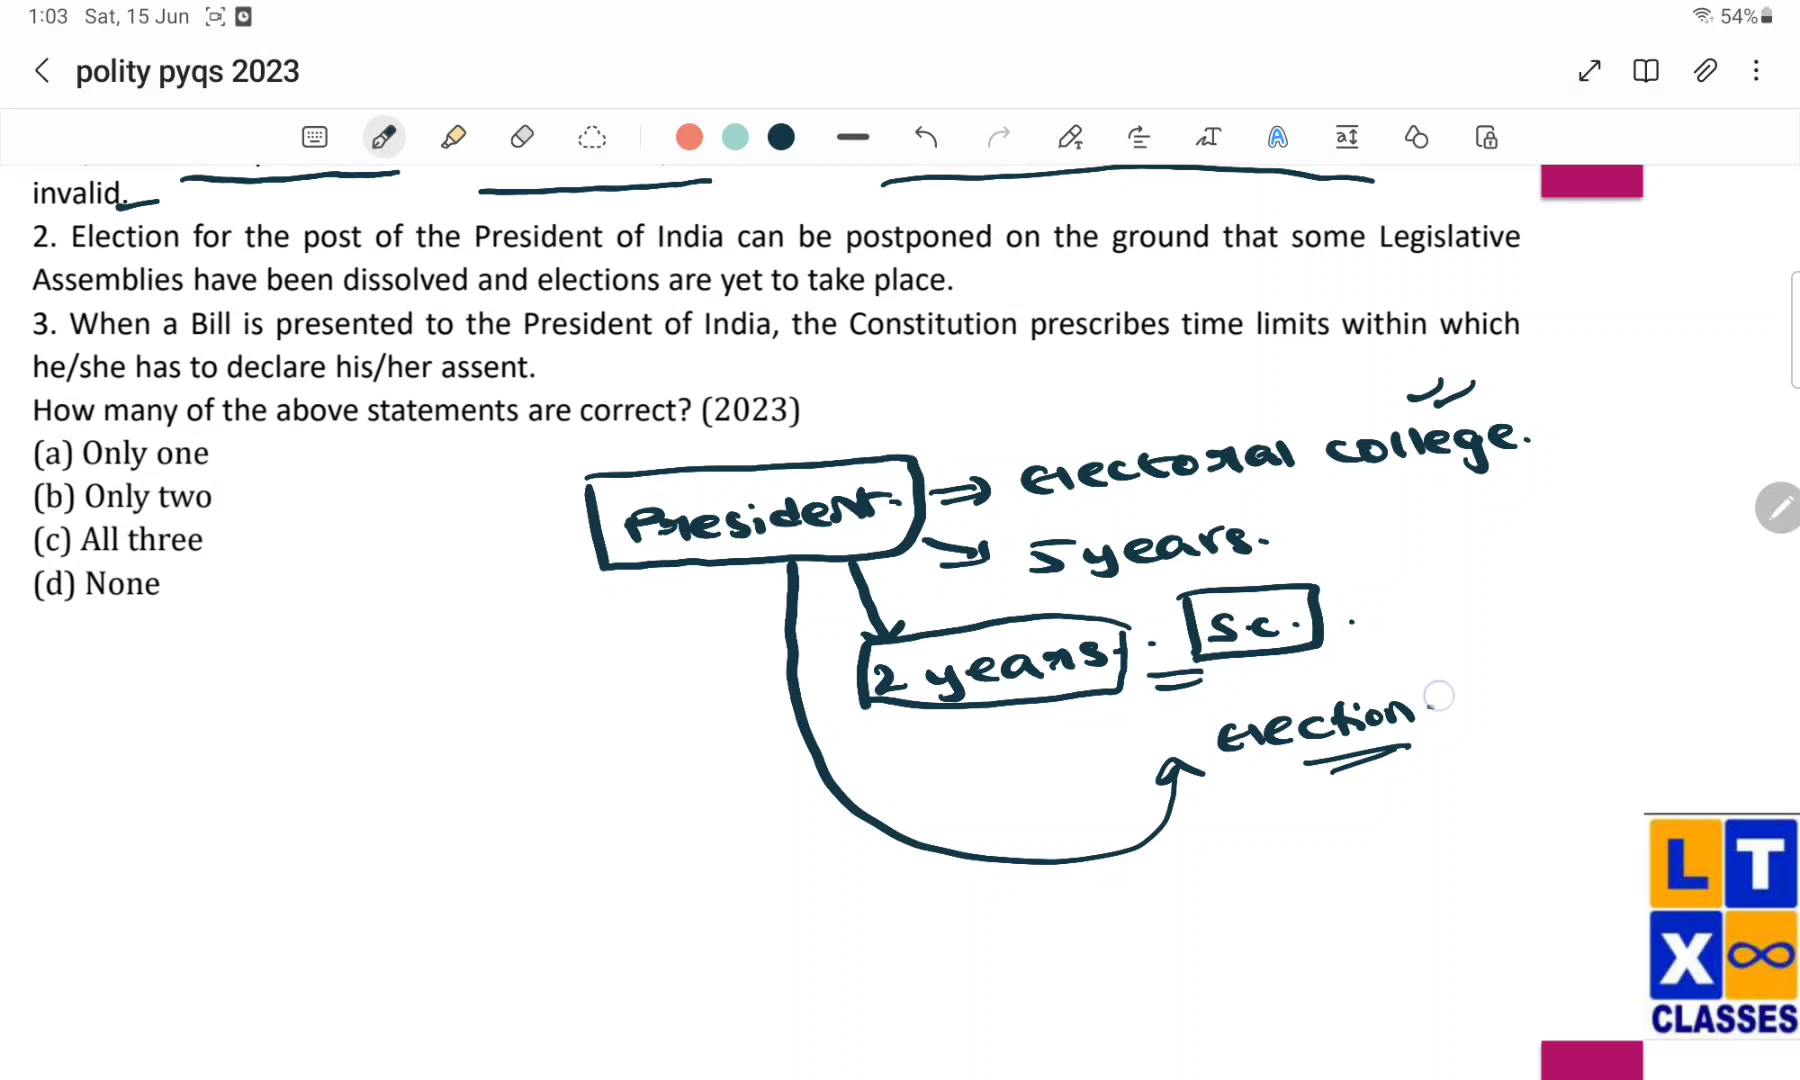 1:03 Sat, 15 Jun
54%
polity pyqs 2023
invalid.
2. Election for the post of the President of India can be postponed on the ground that some Legislative
Assemblies have been dissolved and elections are yet to take place.
3. When a Bill is presented to the President of India, the Constitution prescribes time limits within which
he/she has to declare his/her assent.
How many of the above statements are correct? (2023)
(a) Only one
(b) Only two
(c) All three
(d) None
President. ⇒ Electoral college.
→ 5 years.
2 years. S.C.
Election.
L T
X ∞
CLASSES